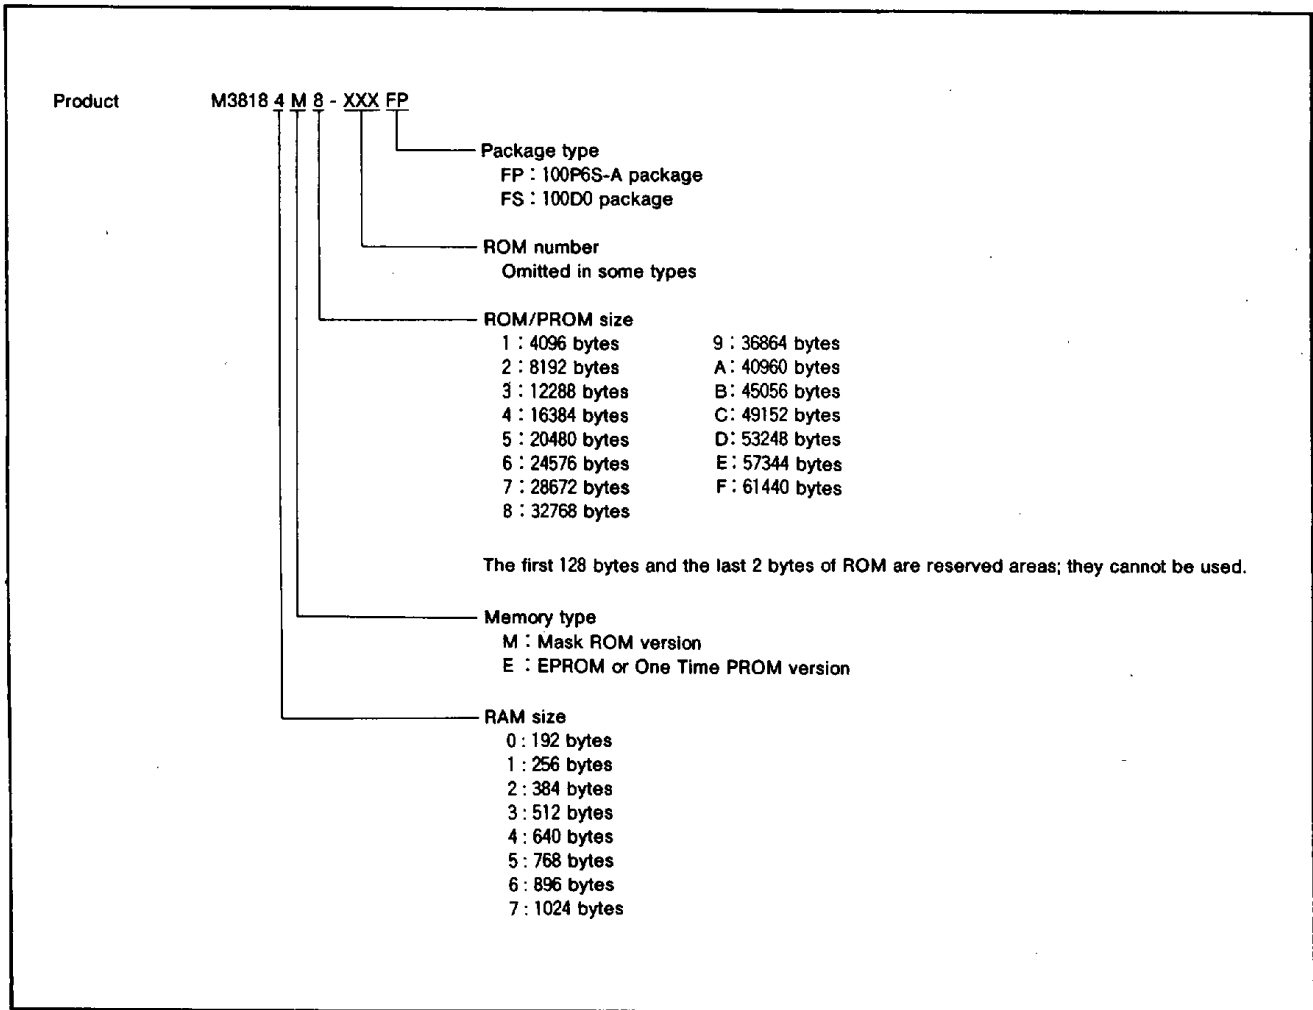 Product M3818 4 M 8 - XXX FP
Package type
FP : 100P6S-A package
FS : 100D0 package
ROM number
Omitted in some types
ROM/PROM size
1 : 4096 bytes
2 : 8192 bytes
3 : 12288 bytes
4 : 16384 bytes
5 : 20480 bytes
6 : 24576 bytes
7 : 28672 bytes
8 : 32768 bytes
9 : 36864 bytes
A : 40960 bytes
B : 45056 bytes
C : 49152 bytes
D : 53248 bytes
E : 57344 bytes
F : 61440 bytes
The first 128 bytes and the last 2 bytes of ROM are reserved areas; they cannot be used.
Memory type
M : Mask ROM version
E : EPROM or One Time PROM version
RAM size
0 : 192 bytes
1 : 256 bytes
2 : 384 bytes
3 : 512 bytes
4 : 640 bytes
5 : 768 bytes
6 : 896 bytes
7 : 1024 bytes